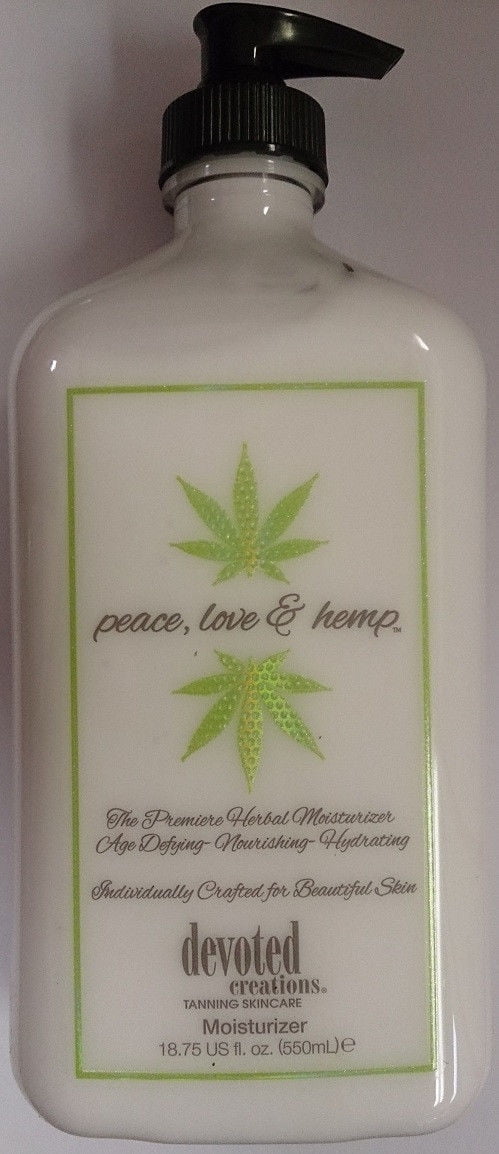 peace, love & hemp™
The Premiere Herbal Moisturizer
Age Defying- Nourishing- Hydrating
Individually Crafted for Beautiful Skin
devoted
creations®
TANNING SKINCARE
Moisturizer
18.75 US fl. oz. (550mL)℮